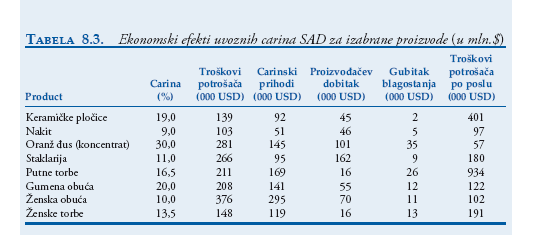 TABELA 8.3. Ekonomski efekti uvoznih carina SAD za izabrane proizvode (u mln.$)
Troškovi
Troškovi Carinski Proizvođačev Gubitak potrošača
Carina potrošača prihodi dobitak blagostanja po poslu
Product (%) (000 USD) (000 USD) (000 USD) (000 USD) (000 USD)
Keramičke pločice 19,0 139 92 45 2 401
Nakit 9,0 103 51 46 5 97
Oranž đus (koncentrat) 30,0 281 145 101 35 57
Staklarija 11,0 266 95 162 9 180
Putne torbe 16,5 211 169 16 26 934
Gumena obuća 20,0 208 141 55 12 122
Ženska obuća 10,0 376 295 70 11 102
Ženske torbe 13,5 148 119 16 13 191